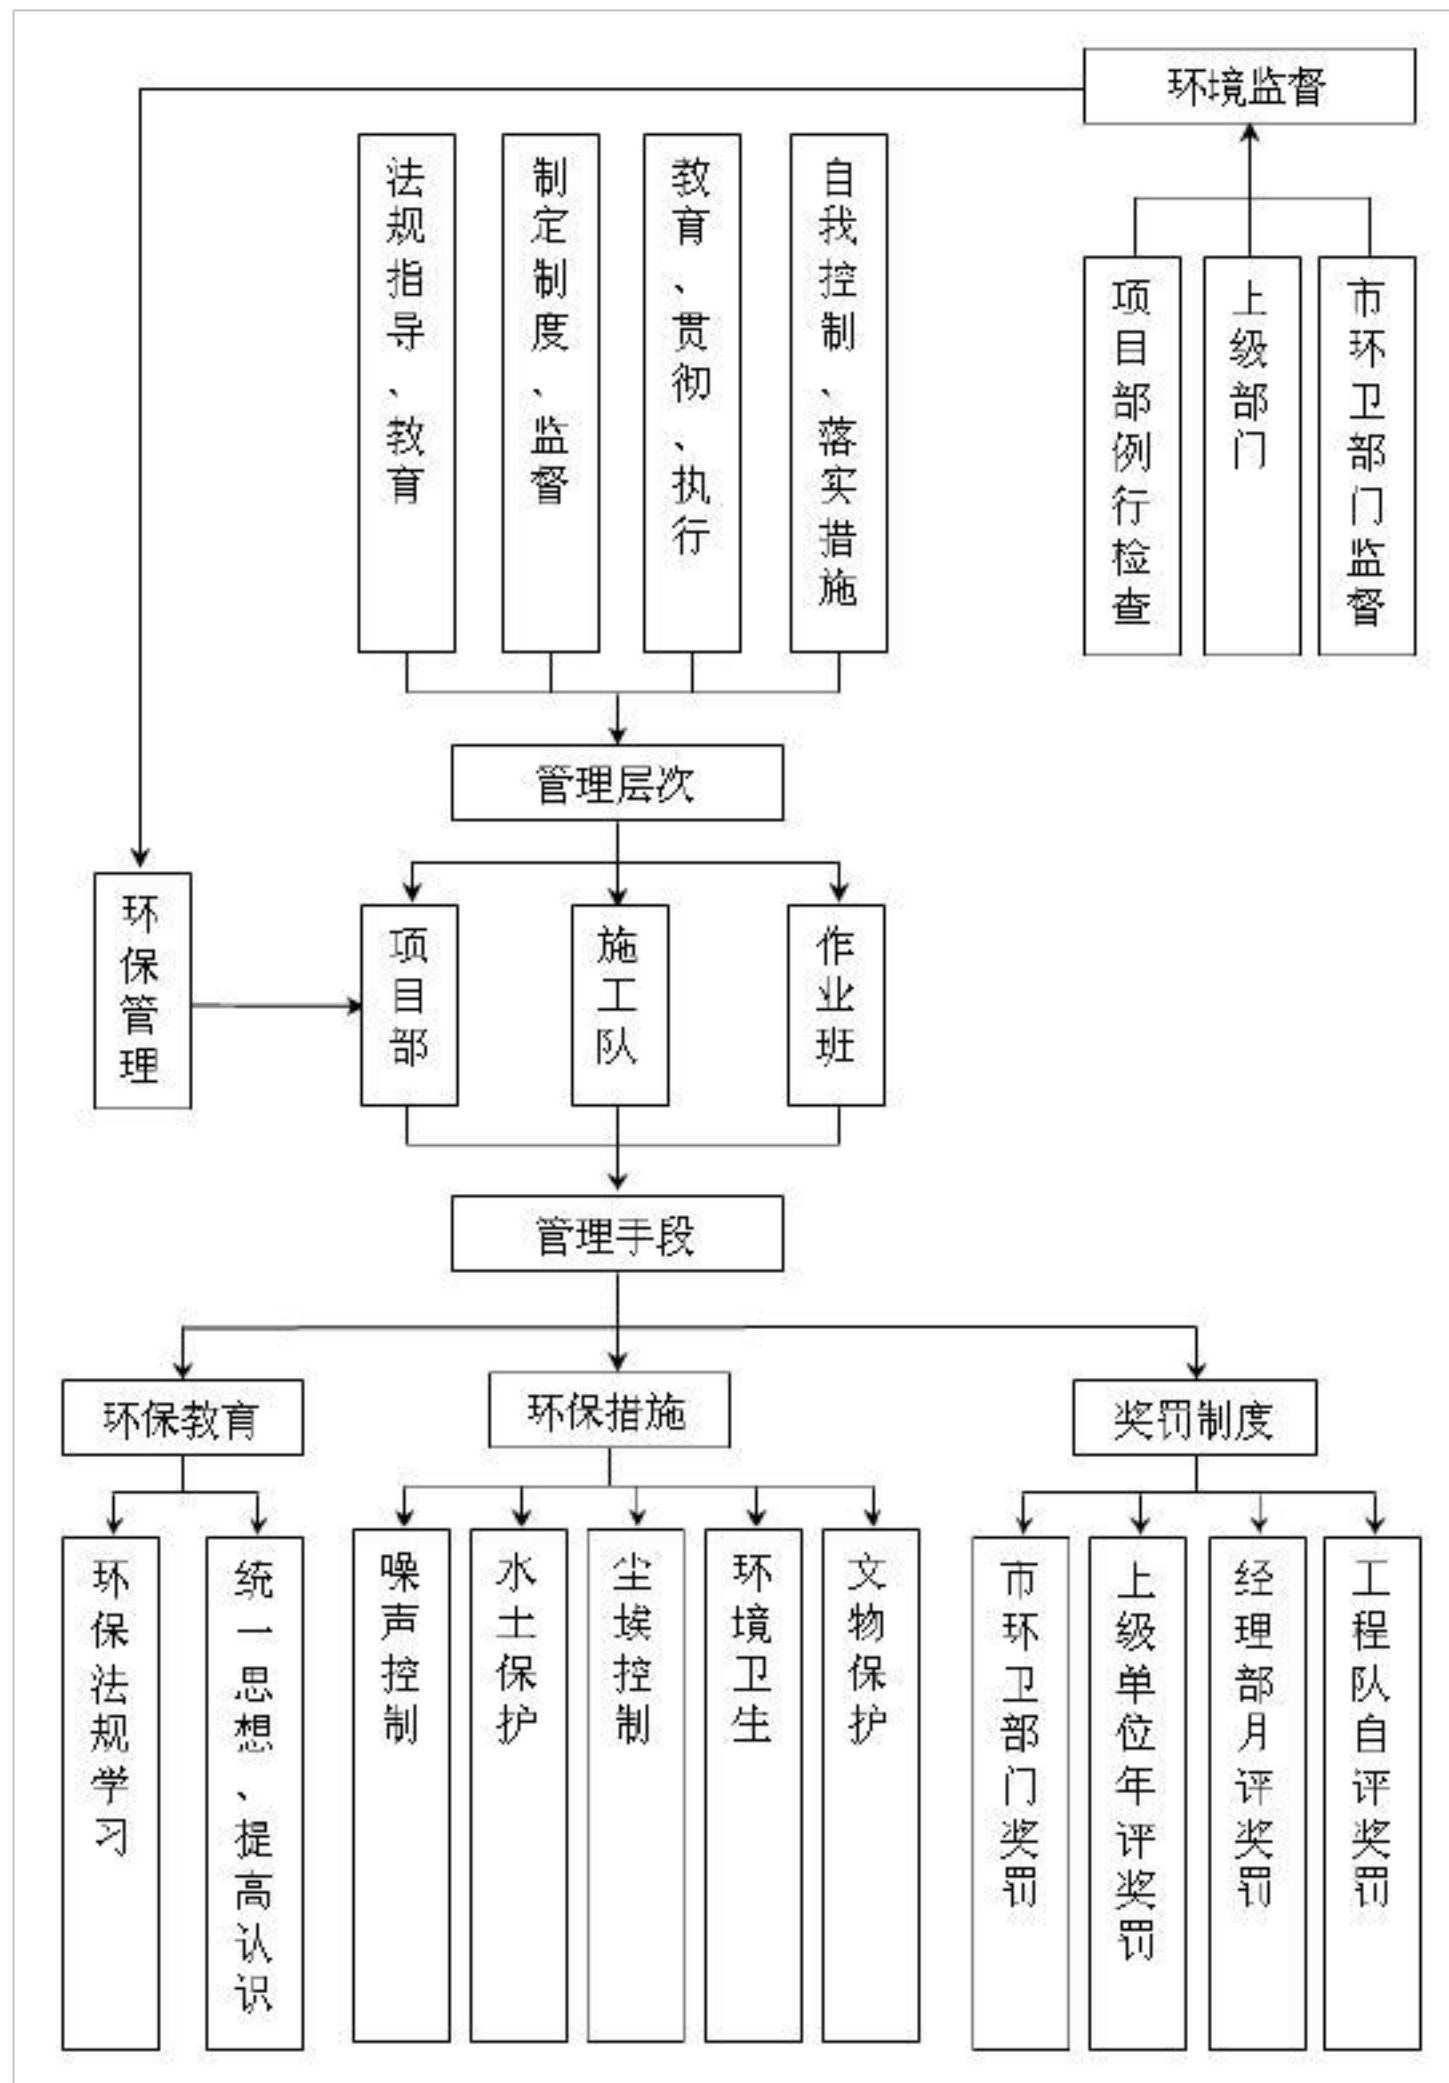 环境监督
法规指导、教育
制定制度、监督
教育、贯彻、执行
自我控制、落实措施
项目部例行检查
上级部门
市环卫部门监督
管理层次
环保管理
项目部
施工队
作业班
管理手段
环保教育
环保措施
奖罚制度
环保法规学习
统一思想、提高认识
噪声控制
水土保护
尘埃控制
环境卫生
文物保护
市环卫部门奖罚
上级单位年评奖罚
经理部月评奖罚
工程队自评奖罚